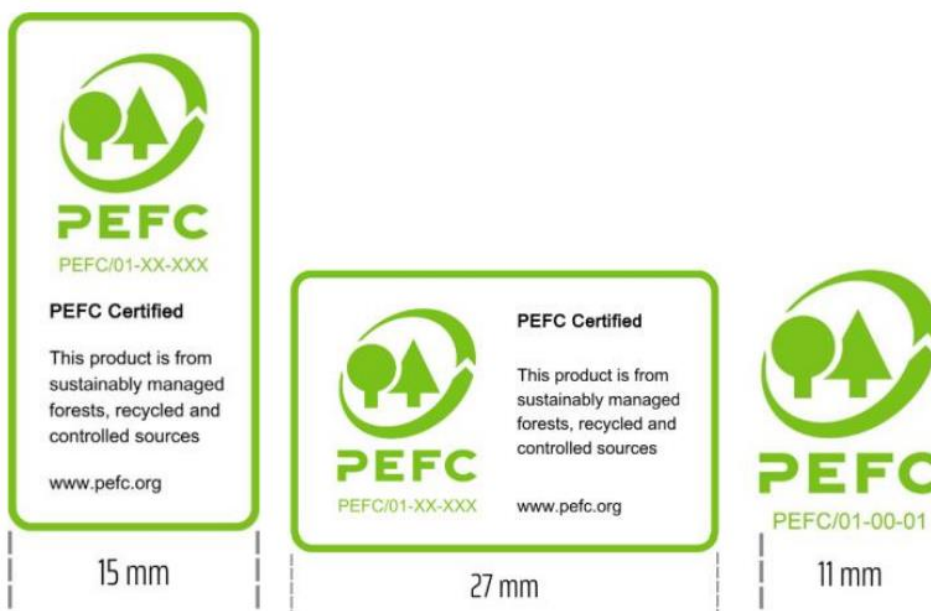 PEFC
PEFC/01-XX-XXX
PEFC Certified
This product is from
sustainably managed
forests, recycled and
controlled sources
www.pefc.org
15 mm
PEFC
PEFC/01-XX-XXX
PEFC Certified
This product is from
sustainably managed
forests, recycled and
controlled sources
www.pefc.org
27 mm
PEFC
PEFC/01-00-01
11 mm